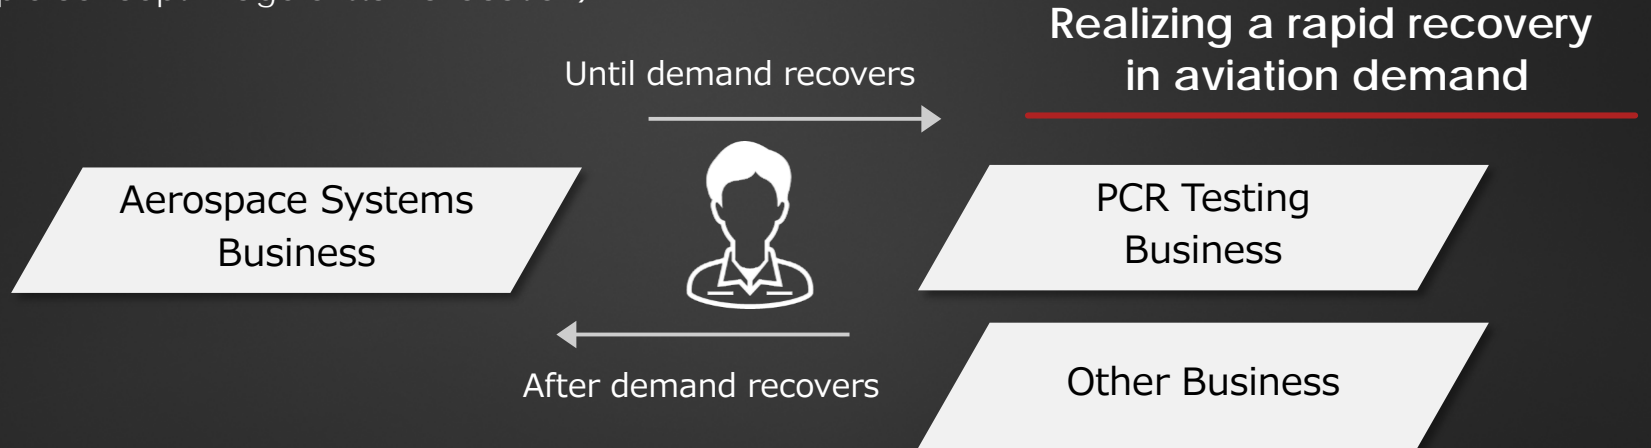 Realizing a rapid recovery
in aviation demand
Until demand recovers
Aerospace Systems
Business
PCR Testing
Business
Other Business
After demand recovers